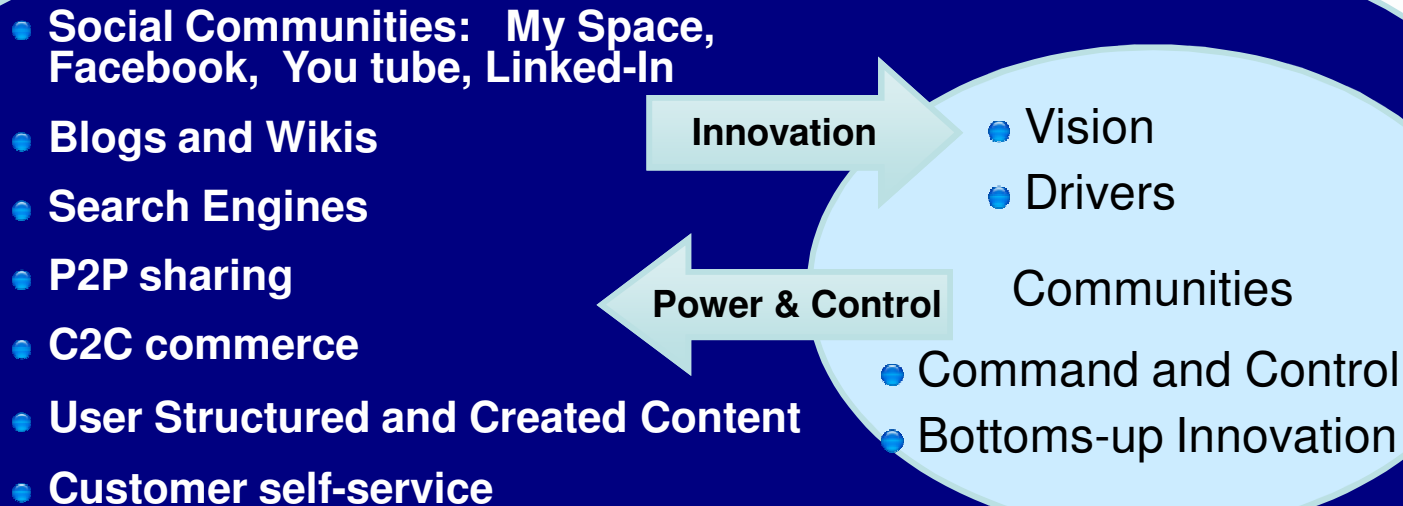 Social Communities: My Space,
Facebook, You tube, Linked-In
Blogs and Wikis
Search Engines
P2P sharing
C2C commerce
User Structured and Created Content
Customer self-service
Innovation
Power & Control
Vision
Drivers
Communities
Command and Control
Bottoms-up Innovation